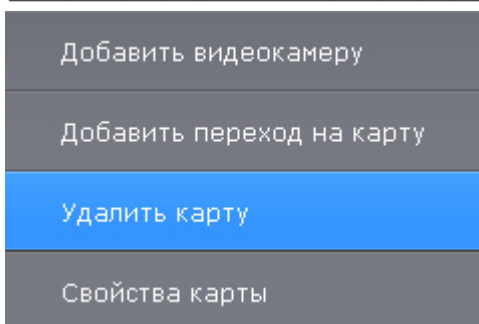 Добавить видеокамеру
Добавить переход на карту
Удалить карту
Свойства карты